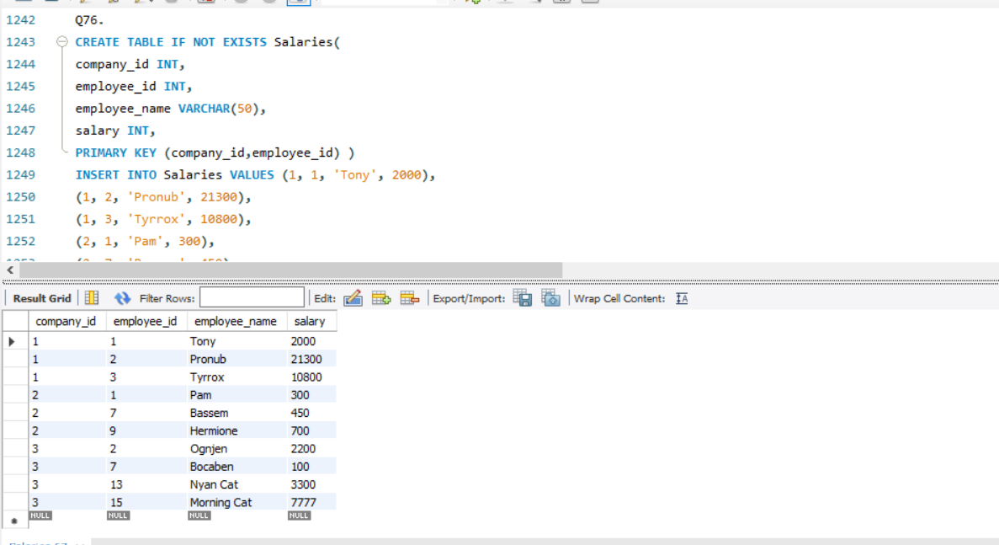 1242 Q76.
1243 CREATE TABLE IF NOT EXISTS Salaries(
1244 company_id INT,
1245 employee_id INT,
1246 employee_name VARCHAR(50),
1247 salary INT,
1248 PRIMARY KEY (company_id,employee_id) )
1249 INSERT INTO Salaries VALUES (1, 1, 'Tony', 2000),
1250 (1, 2, 'Pronub', 21300),
1251 (1, 3, 'Tyrrox', 10800),
1252 (2, 1, 'Pam', 300),
Result Grid Filter Rows: Edit: Export/Import: Wrap Cell Content: IA
company_id employee_id employee_name salary
1 1 Tony 2000
1 2 Pronub 21300
1 3 Tyrrox 10800
2 1 Pam 300
2 7 Bassem 450
2 9 Hermione 700
3 2 Ognjen 2200
3 7 Bocaben 100
3 13 Nyan Cat 3300
3 15 Morning Cat 7777
NULL NULL NULL NULL